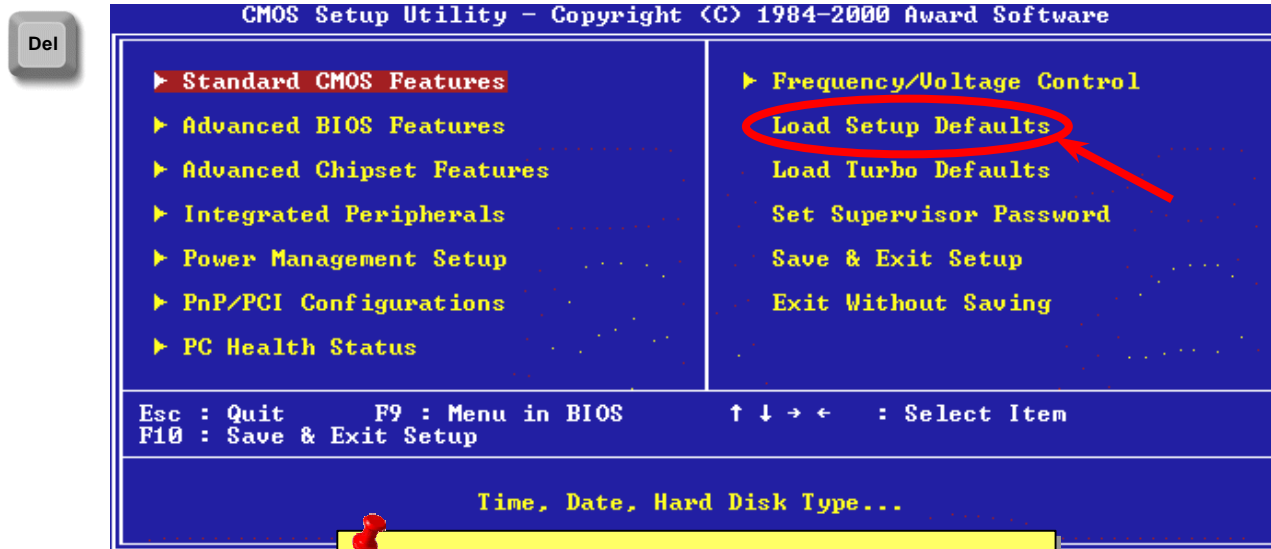 Del
CMOS Setup Utility – Copyright (C) 1984–2000 Award Software
Standard CMOS Features
Advanced BIOS Features
Advanced Chipset Features
Integrated Peripherals
Power Management Setup
PnP/PCI Configurations
PC Health Status
Frequency/Voltage Control
Load Setup Defaults
Load Turbo Defaults
Set Supervisor Password
Save & Exit Setup
Exit Without Saving
Esc : Quit F9 : Menu in BIOS ↑ ↓ → ← : Select Item
F10 : Save & Exit Setup
Time, Date, Hard Disk Type...